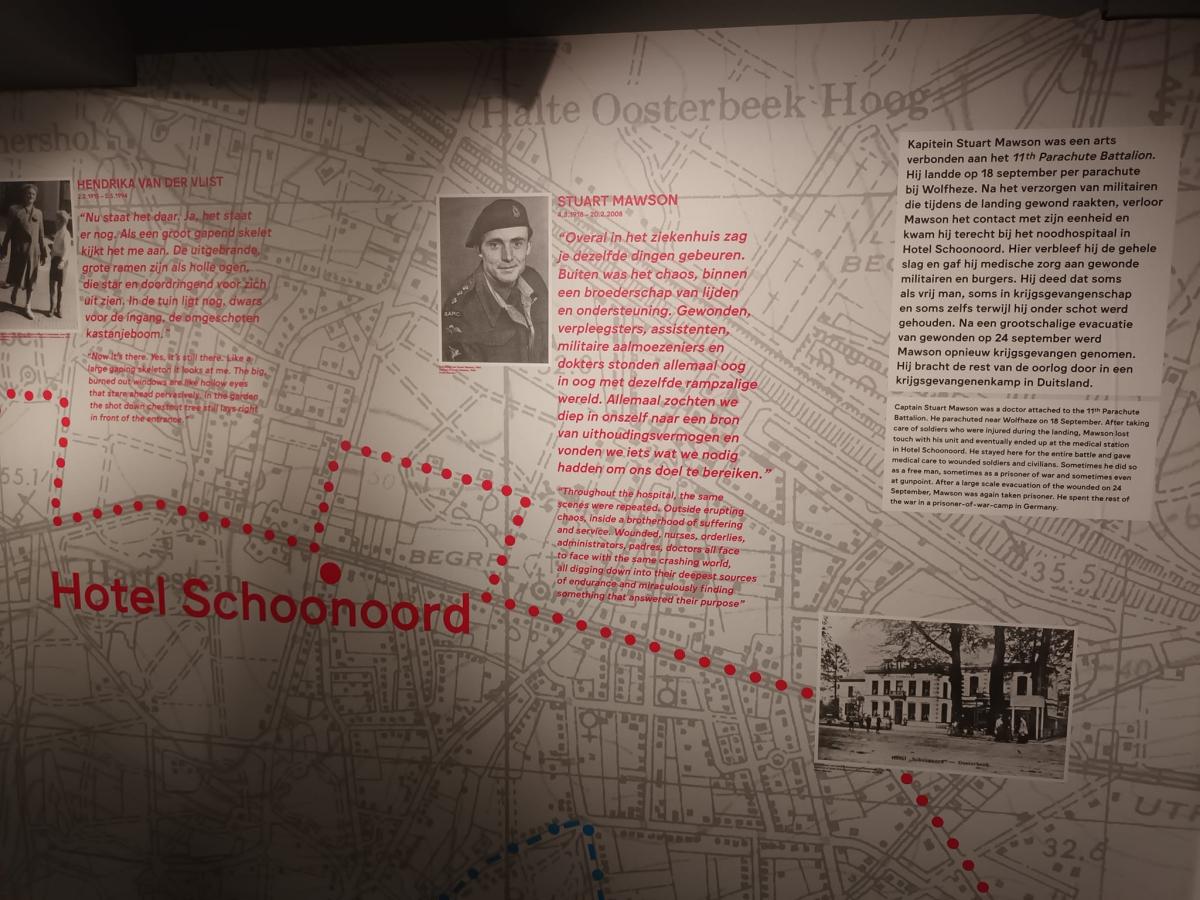 Halte Oosterbeek Hoog
HENDRIKA VAN DER VLIST
“Nu staat het daar. Ja, het staat
er nog. Als een groot gapend skelet
kijkt het me aan. De uitgebrande,
grote ramen zijn als holle ogen,
die star en doordringend voor zich
uit zien. In de tuin ligt nog, dwars
voor de ingang, de omgeschoten
kastanjeboom.”
“Now it's there. Yes, it's still there. Like a
large gaping skeleton it looks at me. The big,
burned out windows are like hollow eyes
that stare ahead pervasively. In the garden
the shot down chestnut tree still lays right
in front of the entrance.”
STUART MAWSON
20.2.2008
“Overal in het ziekenhuis zag
je dezelfde dingen gebeuren.
Buiten was het chaos, binnen
een broederschap van lijden
en ondersteuning. Gewonden,
verpleegsters, assistenten,
militaire aalmoezeniers en
dokters stonden allemaal oog
in oog met dezelfde rampzalige
wereld. Allemaal zochten we
diep in onszelf naar een bron
van uithoudingsvermogen en
vonden we iets wat we nodig
hadden om ons doel te bereiken.”
“Throughout the hospital, the same
scenes were repeated. Outside erupting
chaos, inside a brotherhood of suffering
and service. Wounded, nurses, orderlies,
administrators, padres, doctors all face
to face with the same crashing world,
all digging down into their deepest sources
of endurance and miraculously finding
something that answered their purpose”
Kapitein Stuart Mawson was een arts
verbonden aan het 11th Parachute Battalion.
Hij landde op 18 september per parachute
bij Wolfheze. Na het verzorgen van militairen
die tijdens de landing gewond raakten, verloor
Mawson het contact met zijn eenheid en
kwam hij terecht bij het noodhospitaal in
Hotel Schoonoord. Hier verbleef hij de gehele
slag en gaf hij medische zorg aan gewonde
militairen en burgers. Hij deed dat soms
als vrij man, soms in krijgsgevangenschap
en soms zelfs terwijl hij onder schot werd
gehouden. Na een grootschalige evacuatie
van gewonden op 24 september werd
Mawson opnieuw krijgsgevangen genomen.
Hij bracht de rest van de oorlog door in een
krijgsgevangenenkamp in Duitsland.
Captain Stuart Mawson was a doctor attached to the 11th Parachute
Battalion. He parachuted near Wolfheze on 18 September. After taking
care of soldiers who were injured during the landing, Mawson lost
touch with his unit and eventually ended up at the medical station
in Hotel Schoonoord. He stayed here for the entire battle and gave
medical care to wounded soldiers and civilians. Sometimes he did so
as a free man, sometimes as a prisoner of war and sometimes even
at gunpoint. After a large scale evacuation of the wounded on 24
September, Mawson was again taken prisoner. He spent the rest of
the war in a prisoner-of-war-camp in Germany.
55.1
BEGR
Hotel Schoonoord
Hôtel „Schoonoord” — Oosterbeek
40
UT
32.6